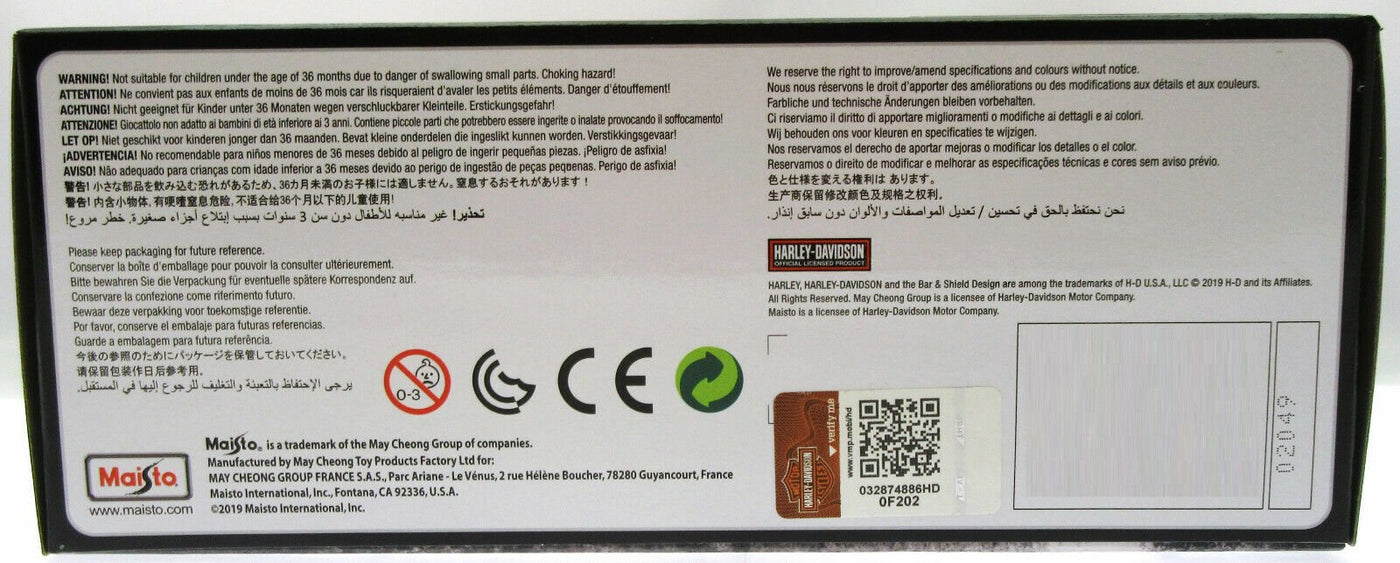 WARNING! Not suitable for children under the age of 36 months due to danger of swallowing small parts. Choking hazard!
ATTENTION! Ne convient pas aux enfants de moins de 36 mois car ils risqueraient d'avaler les petits éléments. Danger d'étouffement!
ACHTUNG! Nicht geeignet für Kinder unter 36 Monaten wegen verschluckbarer Kleinteile. Erstickungsgefahr!
ATTENZIONE! Giocattolo non adatto ai bambini di età inferiore ai 3 anni. Contiene piccole parti che potrebbero essere ingerite o inalate provocando il soffocamento!
LET OP! Niet geschikt voor kinderen jonger dan 36 maanden. Bevat kleine onderdelen die ingeslikt kunnen worden. Verstikkingsgevaar!
¡ADVERTENCIA! No recomendable para niños menores de 36 meses debido al peligro de ingerir pequeñas piezas. ¡Peligro de asfixia!
AVISO! Não adequado para crianças com idade inferior a 36 meses devido ao perigo de ingestão de peças pequenas. Perigo de asfixia!
警告! 小さな部品を飲み込む恐れがあるため、36カ月未満のお子様には適しません。窒息するおそれがあります！
警告! 内含小物体, 有哽噎窒息危险, 不适合给36个月以下的儿童使用!
تحذير! غير مناسبه للأطفال دون سن 3 سنوات بسبب إبتلاع أجزاء صغيرة. خطر مروع!
Please keep packaging for future reference.
Conserver la boîte d'emballage pour pouvoir la consulter ultérieurement.
Bitte bewahren Sie die Verpackung für eventuelle spätere Korrespondenz auf.
Conservare la confezione come riferimento futuro.
Bewaar deze verpakking voor toekomstige referentie.
Por favor, conserve el embalaje para futuras referencias.
Guarde a embalagem para futura referência.
今後の参照のためにパッケージを保管しておいてください。
请保留包装作日后参考用.
يرجى الإحتفاظ بالتعبئة والتغليف للرجوع إليها في المستقبل.
0-3
CE
Maisto
www.maisto.com
Maisto® is a trademark of the May Cheong Group of companies.
Manufactured by May Cheong Toy Products Factory Ltd for:
MAY CHEONG GROUP FRANCE S.A.S., Parc Ariane - Le Vénus, 2 rue Hélène Boucher, 78280 Guyancourt, France
Maisto International, Inc., Fontana, CA 92336, U.S.A.
©2019 Maisto International, Inc.
We reserve the right to improve/amend specifications and colours without notice.
Nous nous réservons le droit d'apporter des améliorations ou des modifications aux détails et aux couleurs.
Farbliche und technische Änderungen bleiben vorbehalten.
Ci riserviamo il diritto di apportare miglioramenti o modifiche ai dettagli e ai colori.
Wij behouden ons voor kleuren en specificaties te wijzigen.
Nos reservamos el derecho de aportar mejoras o modificar los detalles o el color.
Reservamos o direito de modificar e melhorar as especificações técnicas e cores sem aviso prévio.
色と仕様を変える権利は あります。
生产商保留修改颜色及规格之权利。
نحن نحتفظ بالحق في تحسين / تعديل المواصفات والألوان دون سابق إنذار.
HARLEY-DAVIDSON
OFFICIAL LICENSED PRODUCT
HARLEY, HARLEY-DAVIDSON and the Bar & Shield Design are among the trademarks of H-D U.S.A., LLC © 2019 H-D and its Affiliates.
All Rights Reserved. May Cheong Group is a licensee of Harley-Davidson Motor Company.
Maisto is a licensee of Harley-Davidson Motor Company.
HARLEY-DAVIDSON
verify me
www.vmp.mobi/hd
032874886HD
0F202
02049